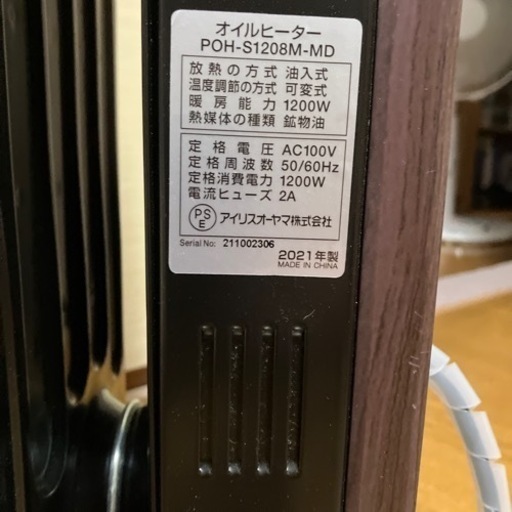 オイルヒーター
POH-S1208M-MD
放熱の方式 油入式
温度調節の方式 可変式
暖房能力 1200W
熱媒体の種類 鉱物油
定格電圧 AC100V
定格周波数 50/60Hz
定格消費電力 1200W
電流ヒューズ 2A
PSE アイリスオーヤマ株式会社
Serial No: 211002306
2021年製
MADE IN CHINA